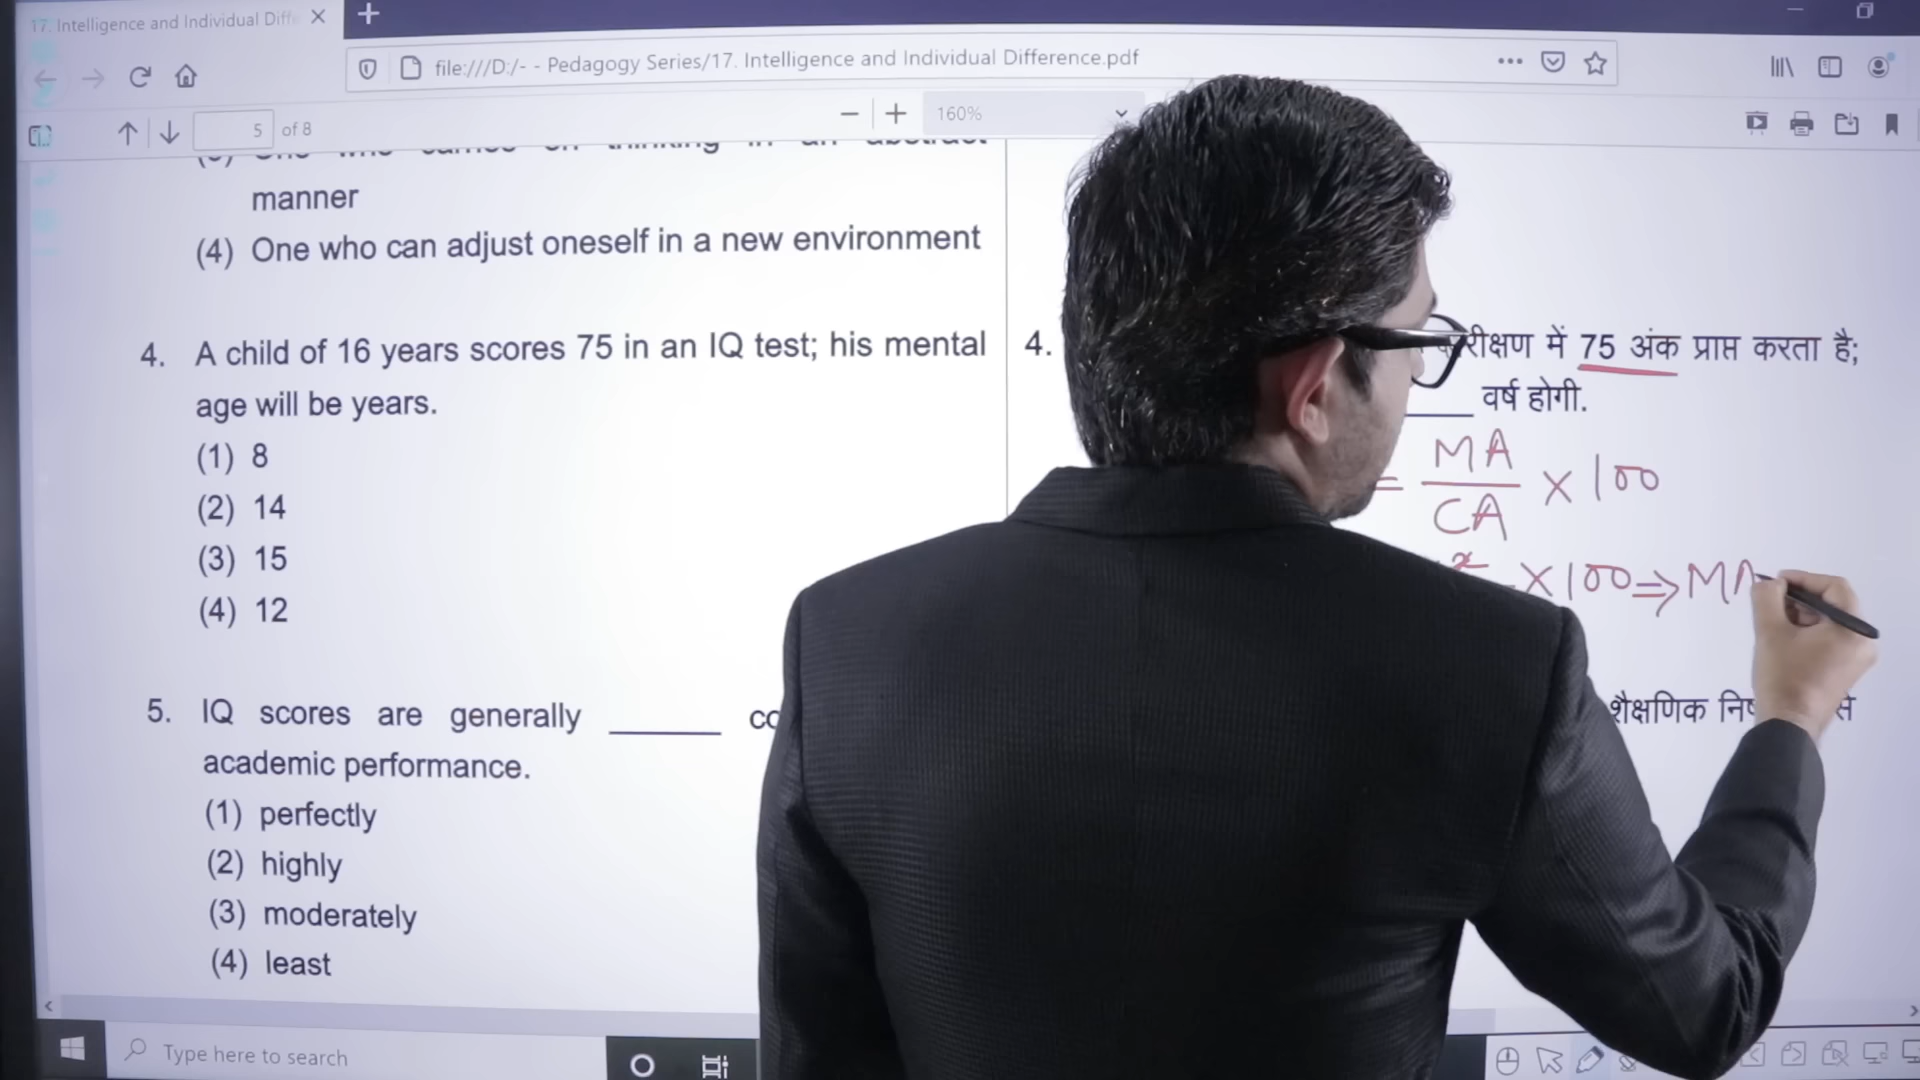 17. Intelligence and Individual Diffe
file:///D:/- - Pedagogy Series/17. Intelligence and Individual Difference.pdf
5 of 8
160%
manner
(4) One who can adjust oneself in a new environment
4. A child of 16 years scores 75 in an IQ test; his mental
age will be years.
(1) 8
(2) 14
(3) 15
(4) 12
5. IQ scores are generally ______ co
academic performance.
(1) perfectly
(2) highly
(3) moderately
(4) least
4. परीक्षण में 75 अंक प्राप्त करता है;
वर्ष होगी.
= MA
CA
× 100
x
× 100 ⇒ MA
शैक्षणिक
से
Type here to search